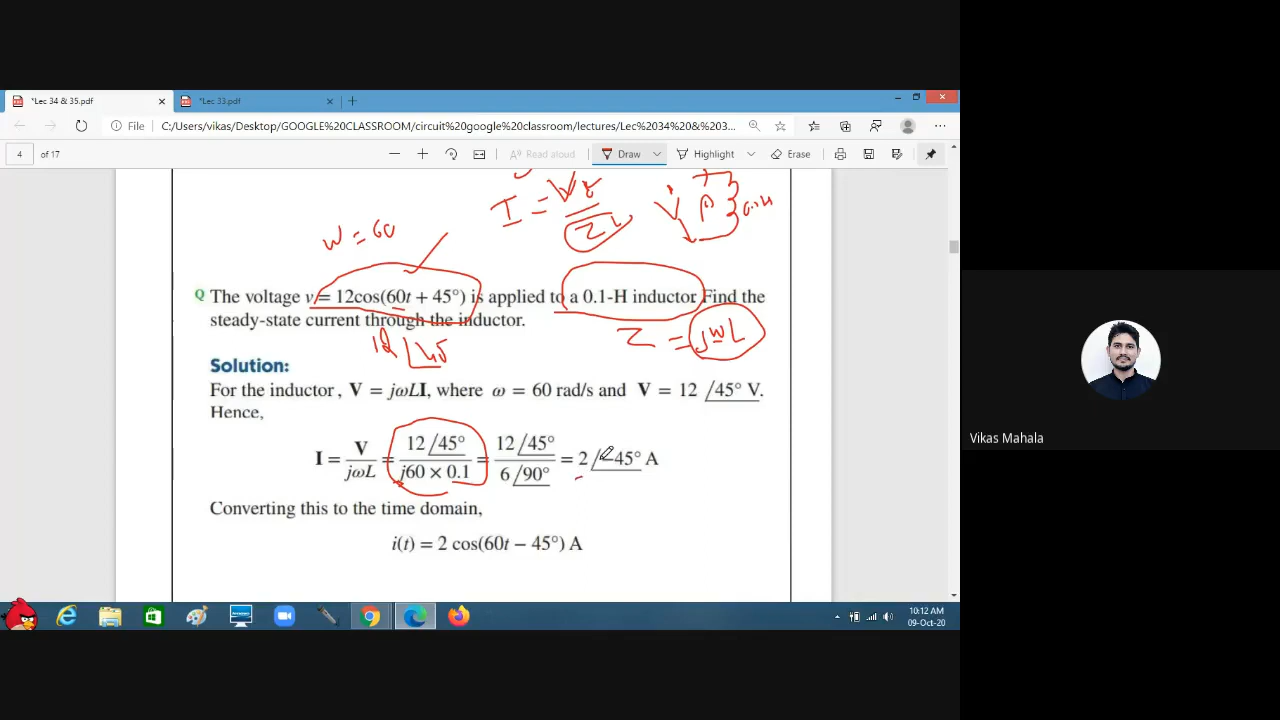 *Lec 34 & 35.pdf
*Lec 33.pdf
File C:/Users/vikas/Desktop/GOOGLE%20CLASSROOM/circuit%20google%20classroom/lectures/Lec%2034%20&%203...
4 of 17
Read aloud
Draw
Highlight
Erase
I = 
V
W = 60
Q The voltage v = 12cos(60t + 45°) is applied to a 0.1-H inductor Find the
steady-state current through the inductor.
12 ∠45
Z = jwL
Solution:
For the inductor, V = jωLI, where ω = 60 rad/s and V = 12 /45° V.
Hence,
I = V/jωL = 12 /45° / j60 × 0.1 = 12 /45° / 6 /90° = 2 /−45° A
Converting this to the time domain,
i(t) = 2 cos(60t − 45°) A
Vikas Mahala
10:12 AM
09-Oct-20